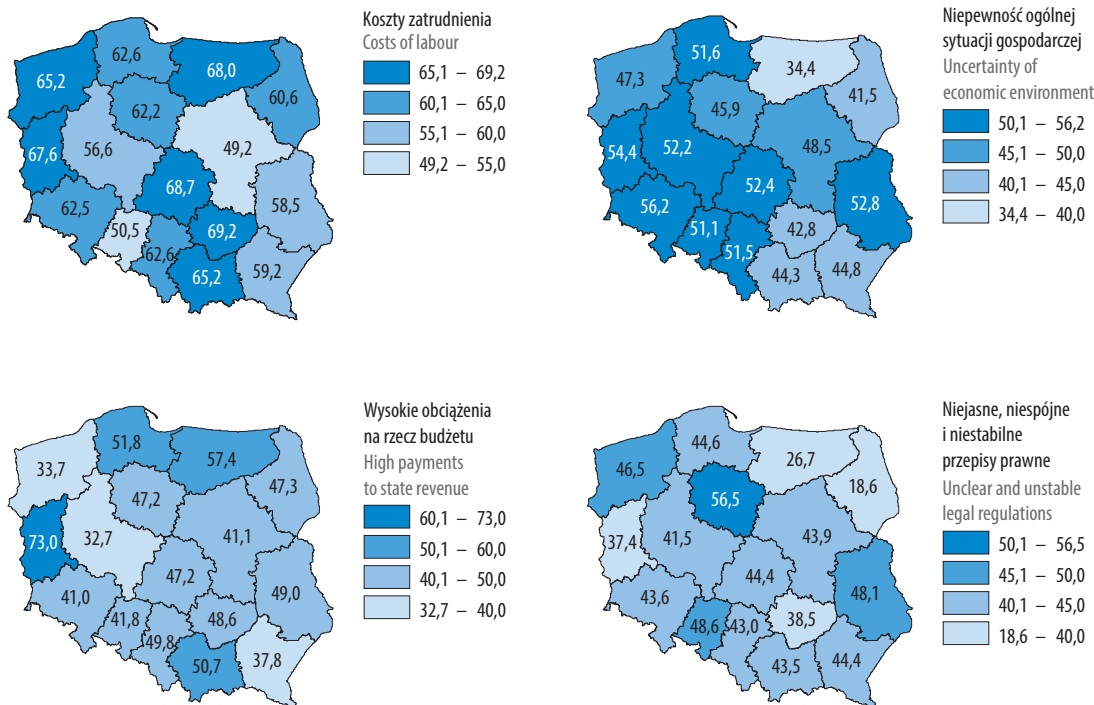 Koszty zatrudnienia
Costs of labour
65,1 – 69,2
60,1 – 65,0
55,1 – 60,0
49,2 – 55,0
62,6
65,2
68,0
60,6
62,2
56,6
49,2
67,6
68,7
58,5
62,5
50,5
69,2
62,6
65,2
59,2
Niepewność ogólnej
sytuacji gospodarczej
Uncertainty of
economic environment
50,1 – 56,2
45,1 – 50,0
40,1 – 45,0
34,4 – 40,0
51,6
47,3
34,4
41,5
45,9
52,2
48,5
54,4
52,4
52,8
56,2
51,1
42,8
51,5
44,3
44,8
Wysokie obciążenia
na rzecz budżetu
High payments
to state revenue
60,1 – 73,0
50,1 – 60,0
40,1 – 50,0
32,7 – 40,0
51,8
33,7
57,4
47,3
47,2
32,7
41,1
73,0
47,2
49,0
41,0
41,8
48,6
49,8
50,7
37,8
Niejasne, niespójne
i niestabilne
przepisy prawne
Unclear and unstable
legal regulations
50,1 – 56,5
45,1 – 50,0
40,1 – 45,0
18,6 – 40,0
44,6
46,5
26,7
18,6
56,5
41,5
43,9
37,4
44,4
48,1
43,6
48,6
43,0
38,5
43,5
44,4